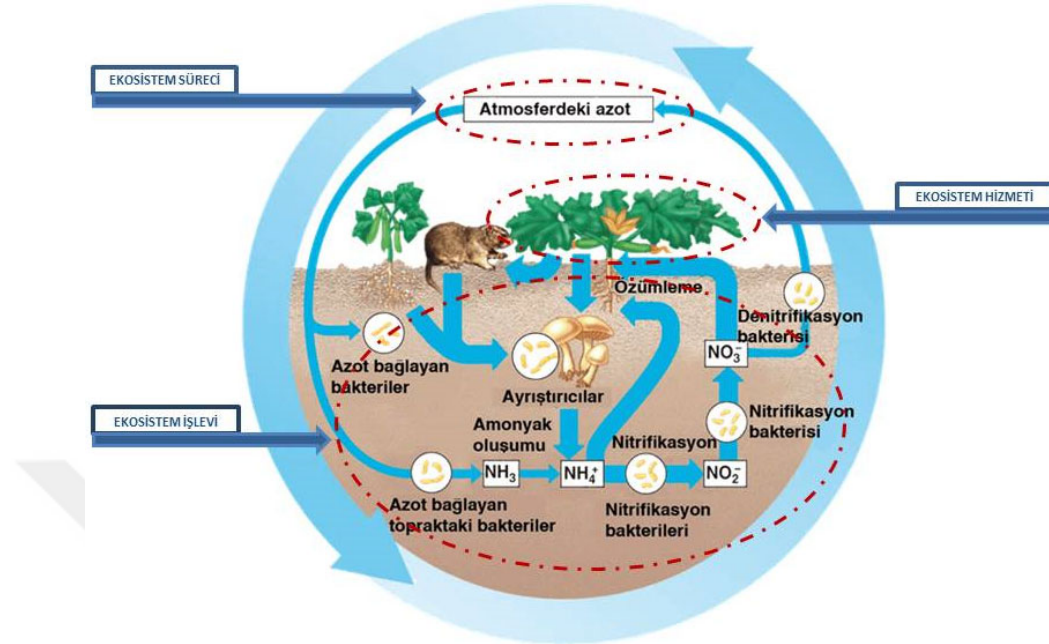 EKOSİSTEM SÜRECİ
Atmosferdeki azot
EKOSİSTEM HİZMETİ
Özümleme
Denitrifikasyon
bakterisi
NO₃⁻
Azot bağlayan
bakteriler
Ayrıştırıcılar
EKOSİSTEM İŞLEVİ
Amonyak
oluşumu
Nitrifikasyon
Nitrifikasyon
bakterisi
NH₃
NH₄⁺
NO₂⁻
Azot bağlayan
topraktaki bakteriler
Nitrifikasyon
bakterileri